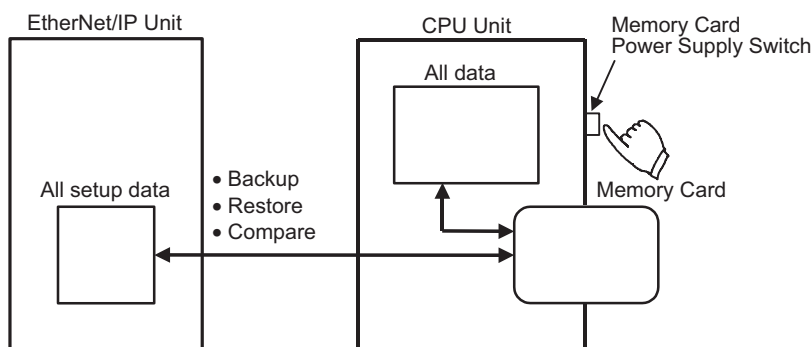 EtherNet/IP Unit
CPU Unit
Memory Card
Power Supply Switch
All data
All setup data
• Backup
• Restore
• Compare
Memory Card